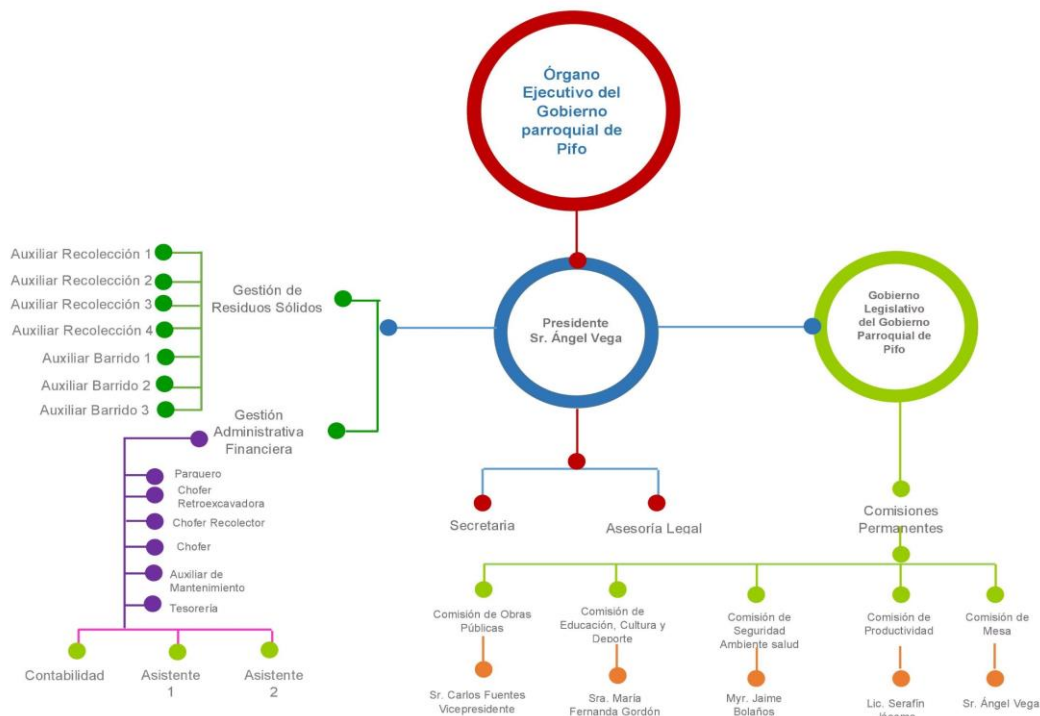 Órgano
Ejecutivo del
Gobierno
parroquial de
Pifo
Presidente
Sr. Ángel Vega
Gobierno
Legislativo
del Gobierno
Parroquial de
Pifo
Gestión de
Residuos Sólidos
Auxiliar Recolección 1
Auxiliar Recolección 2
Auxiliar Recolección 3
Auxiliar Recolección 4
Auxiliar Barrido 1
Auxiliar Barrido 2
Auxiliar Barrido 3
Gestión
Administrativa
Financiera
Parquero
Chofer
Retroexcavadora
Chofer Recolector
Chofer
Auxiliar de
Mantenimiento
Tesorería
Contabilidad
Asistente
1
Asistente
2
Secretaria
Asesoría Legal
Comisiones
Permanentes
Comisión de Obras
Públicas
Comisión de
Educación, Cultura y
Deporte
Comisión de
Seguridad
Ambiente salud
Comisión de
Productividad
Comisión de
Mesa
Sr. Carlos Fuentes
Vicepresidente
Sra. María
Fernanda Gordón
Myr. Jaime
Bolaños
Lic. Serafín
Sr. Ángel Vega